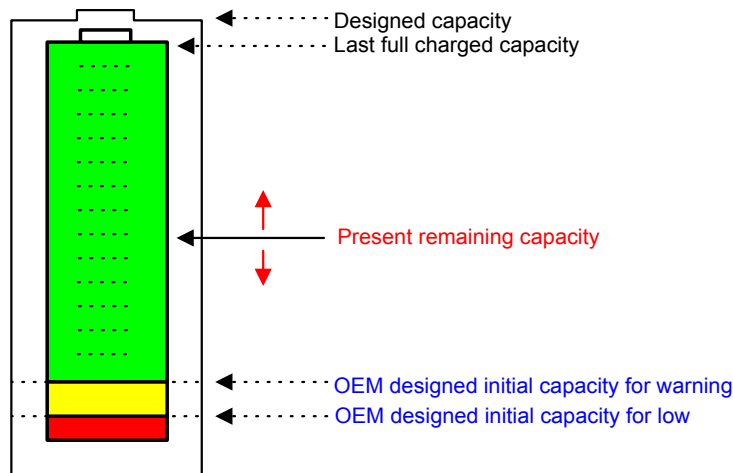 Designed capacity
Last full charged capacity
Present remaining capacity
OEM designed initial capacity for warning
OEM designed initial capacity for low